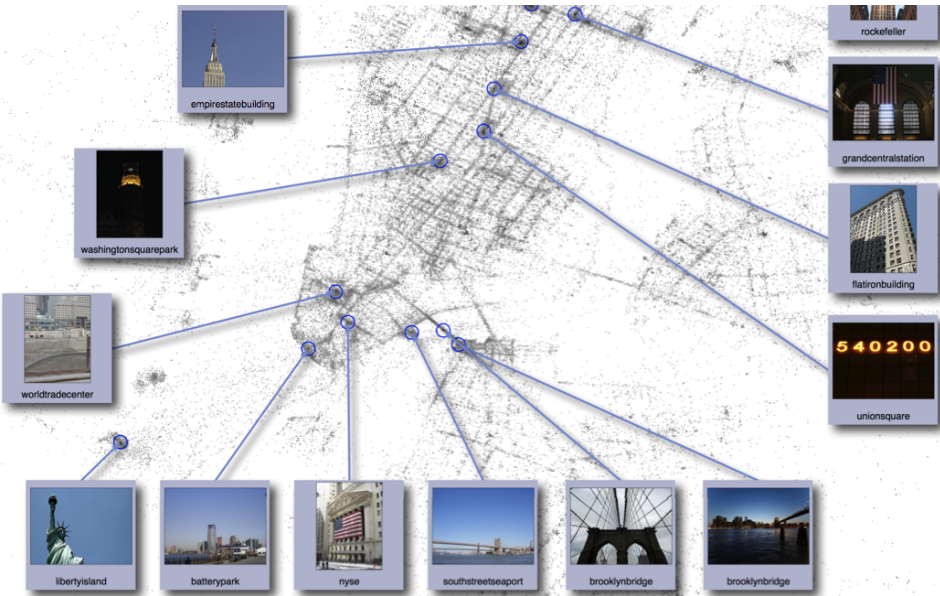 rockefeller
empirestatebuilding
grandcentralstation
washingtonsquarepark
flatironbuilding
worldtradecenter
540200
unionsquare
libertyisland
batterypark
nyse
southstreetseaport
brooklynbridge
brooklynbridge